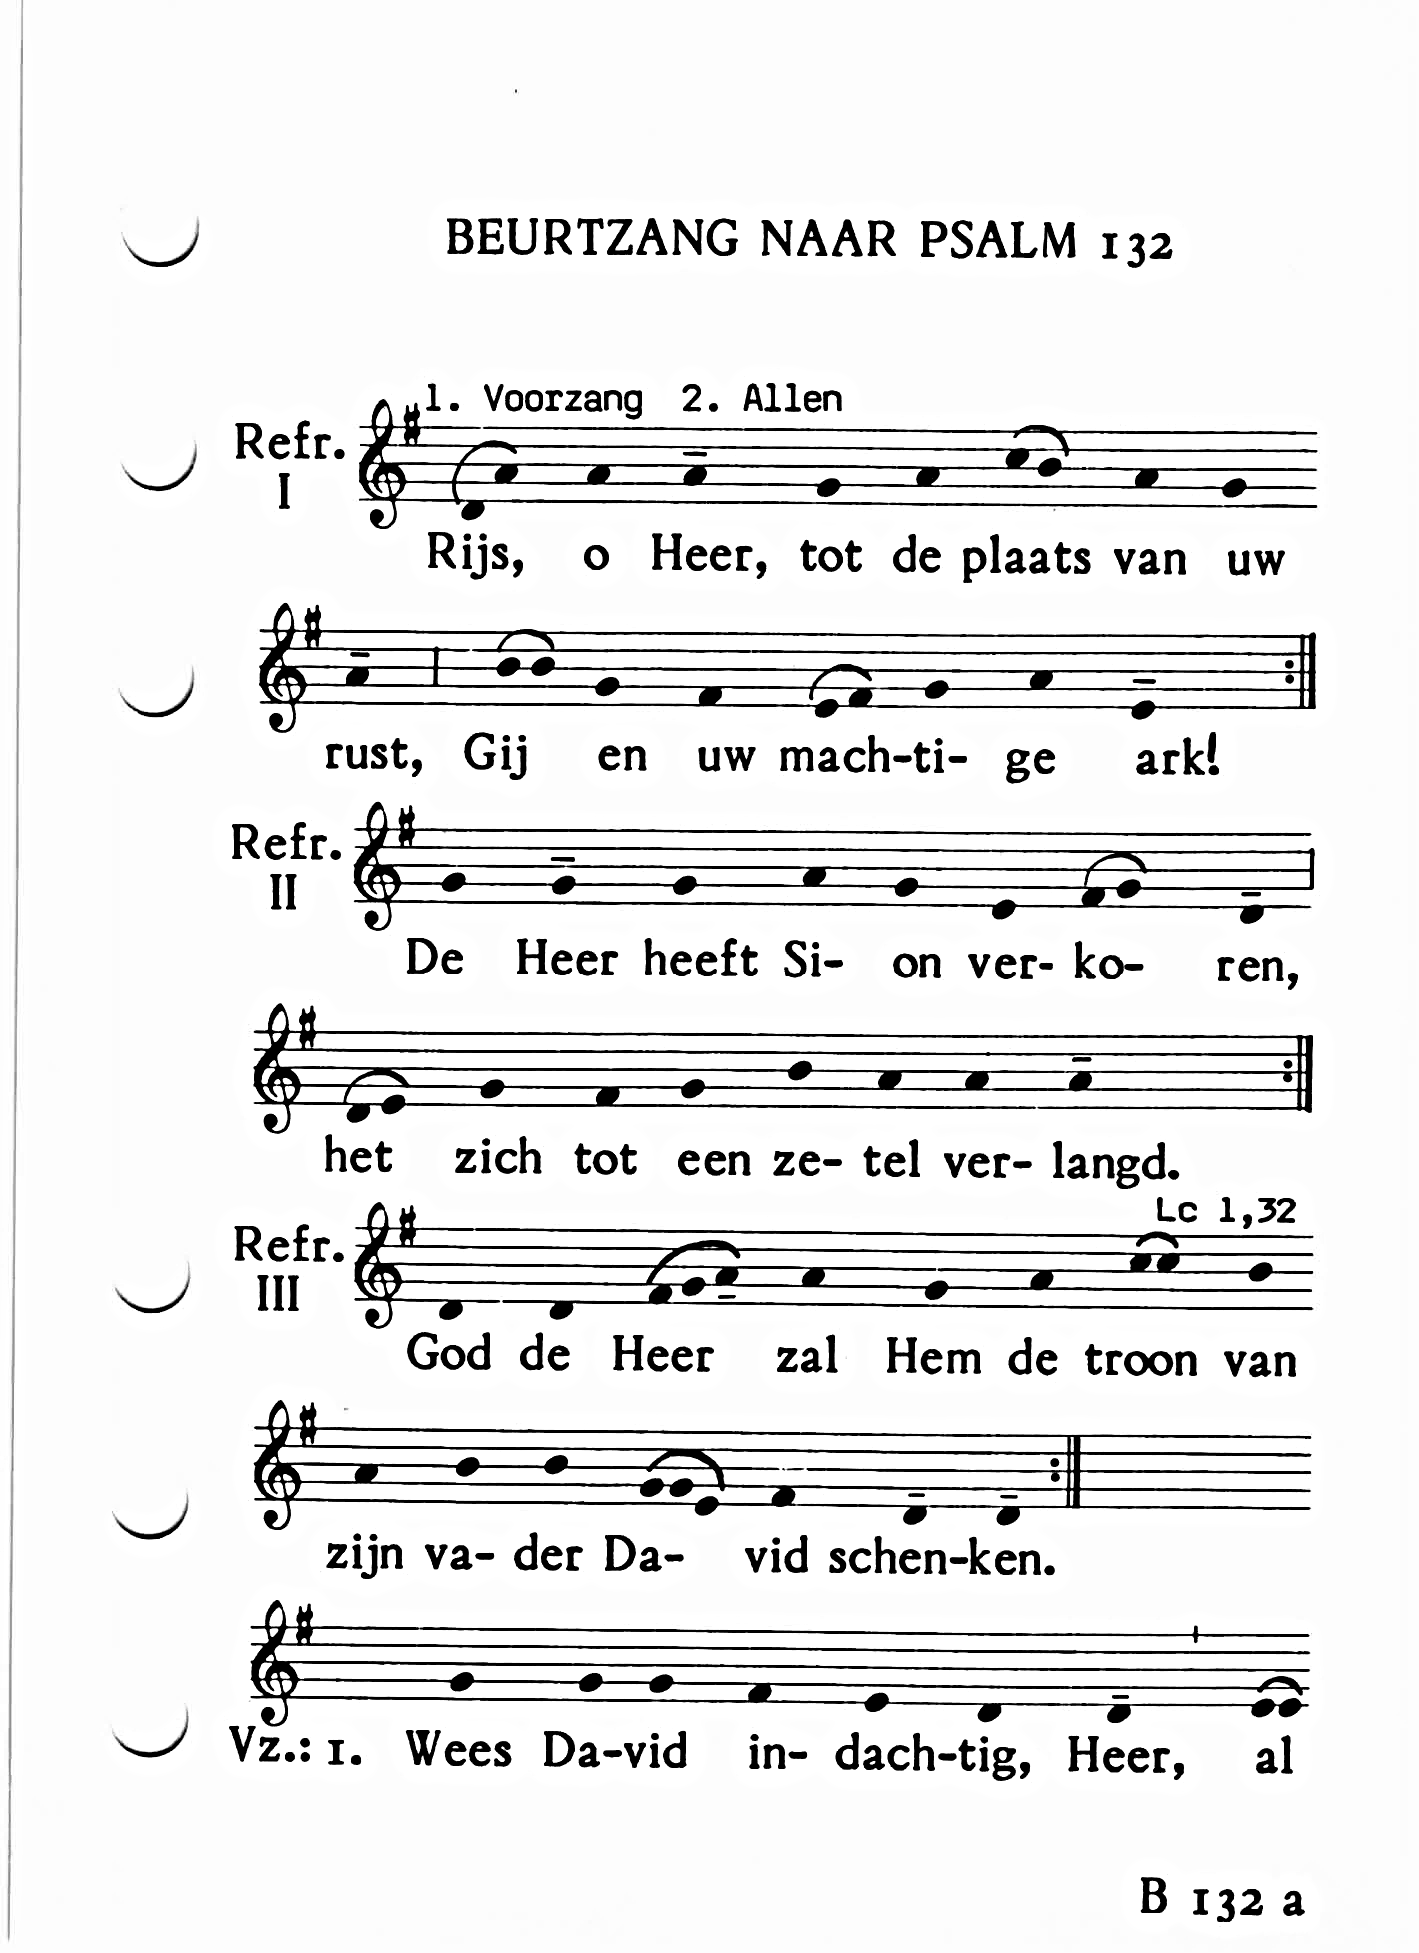 BEURTZANG NAAR PSALM 132
1. Voorzang 2. Allen
Refr.
I
Rijs, o Heer, tot de plaats van uw
rust, Gij en uw mach-ti- ge ark!
Refr.
II
De Heer heeft Si- on ver- ko- ren,
het zich tot een ze- tel ver- langd.
Lc 1,32
Refr.
III
God de Heer zal Hem de troon van
zijn va- der Da- vid schen-ken.
Vz.: 1. Wees Da-vid in- dach-tig, Heer, al
B 132 a